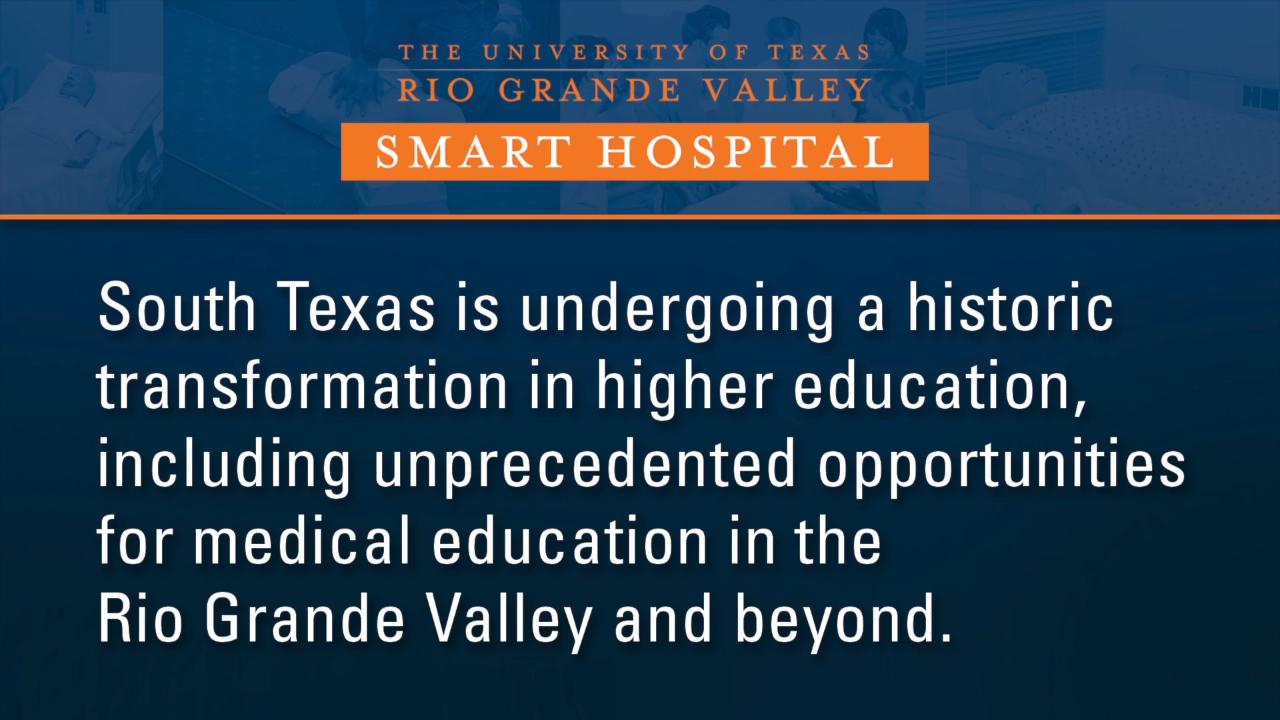 THE UNIVERSITY OF TEXAS
RIO GRANDE VALLEY
SMART HOSPITAL
South Texas is undergoing a historic
transformation in higher education,
including unprecedented opportunities
for medical education in the
Rio Grande Valley and beyond.